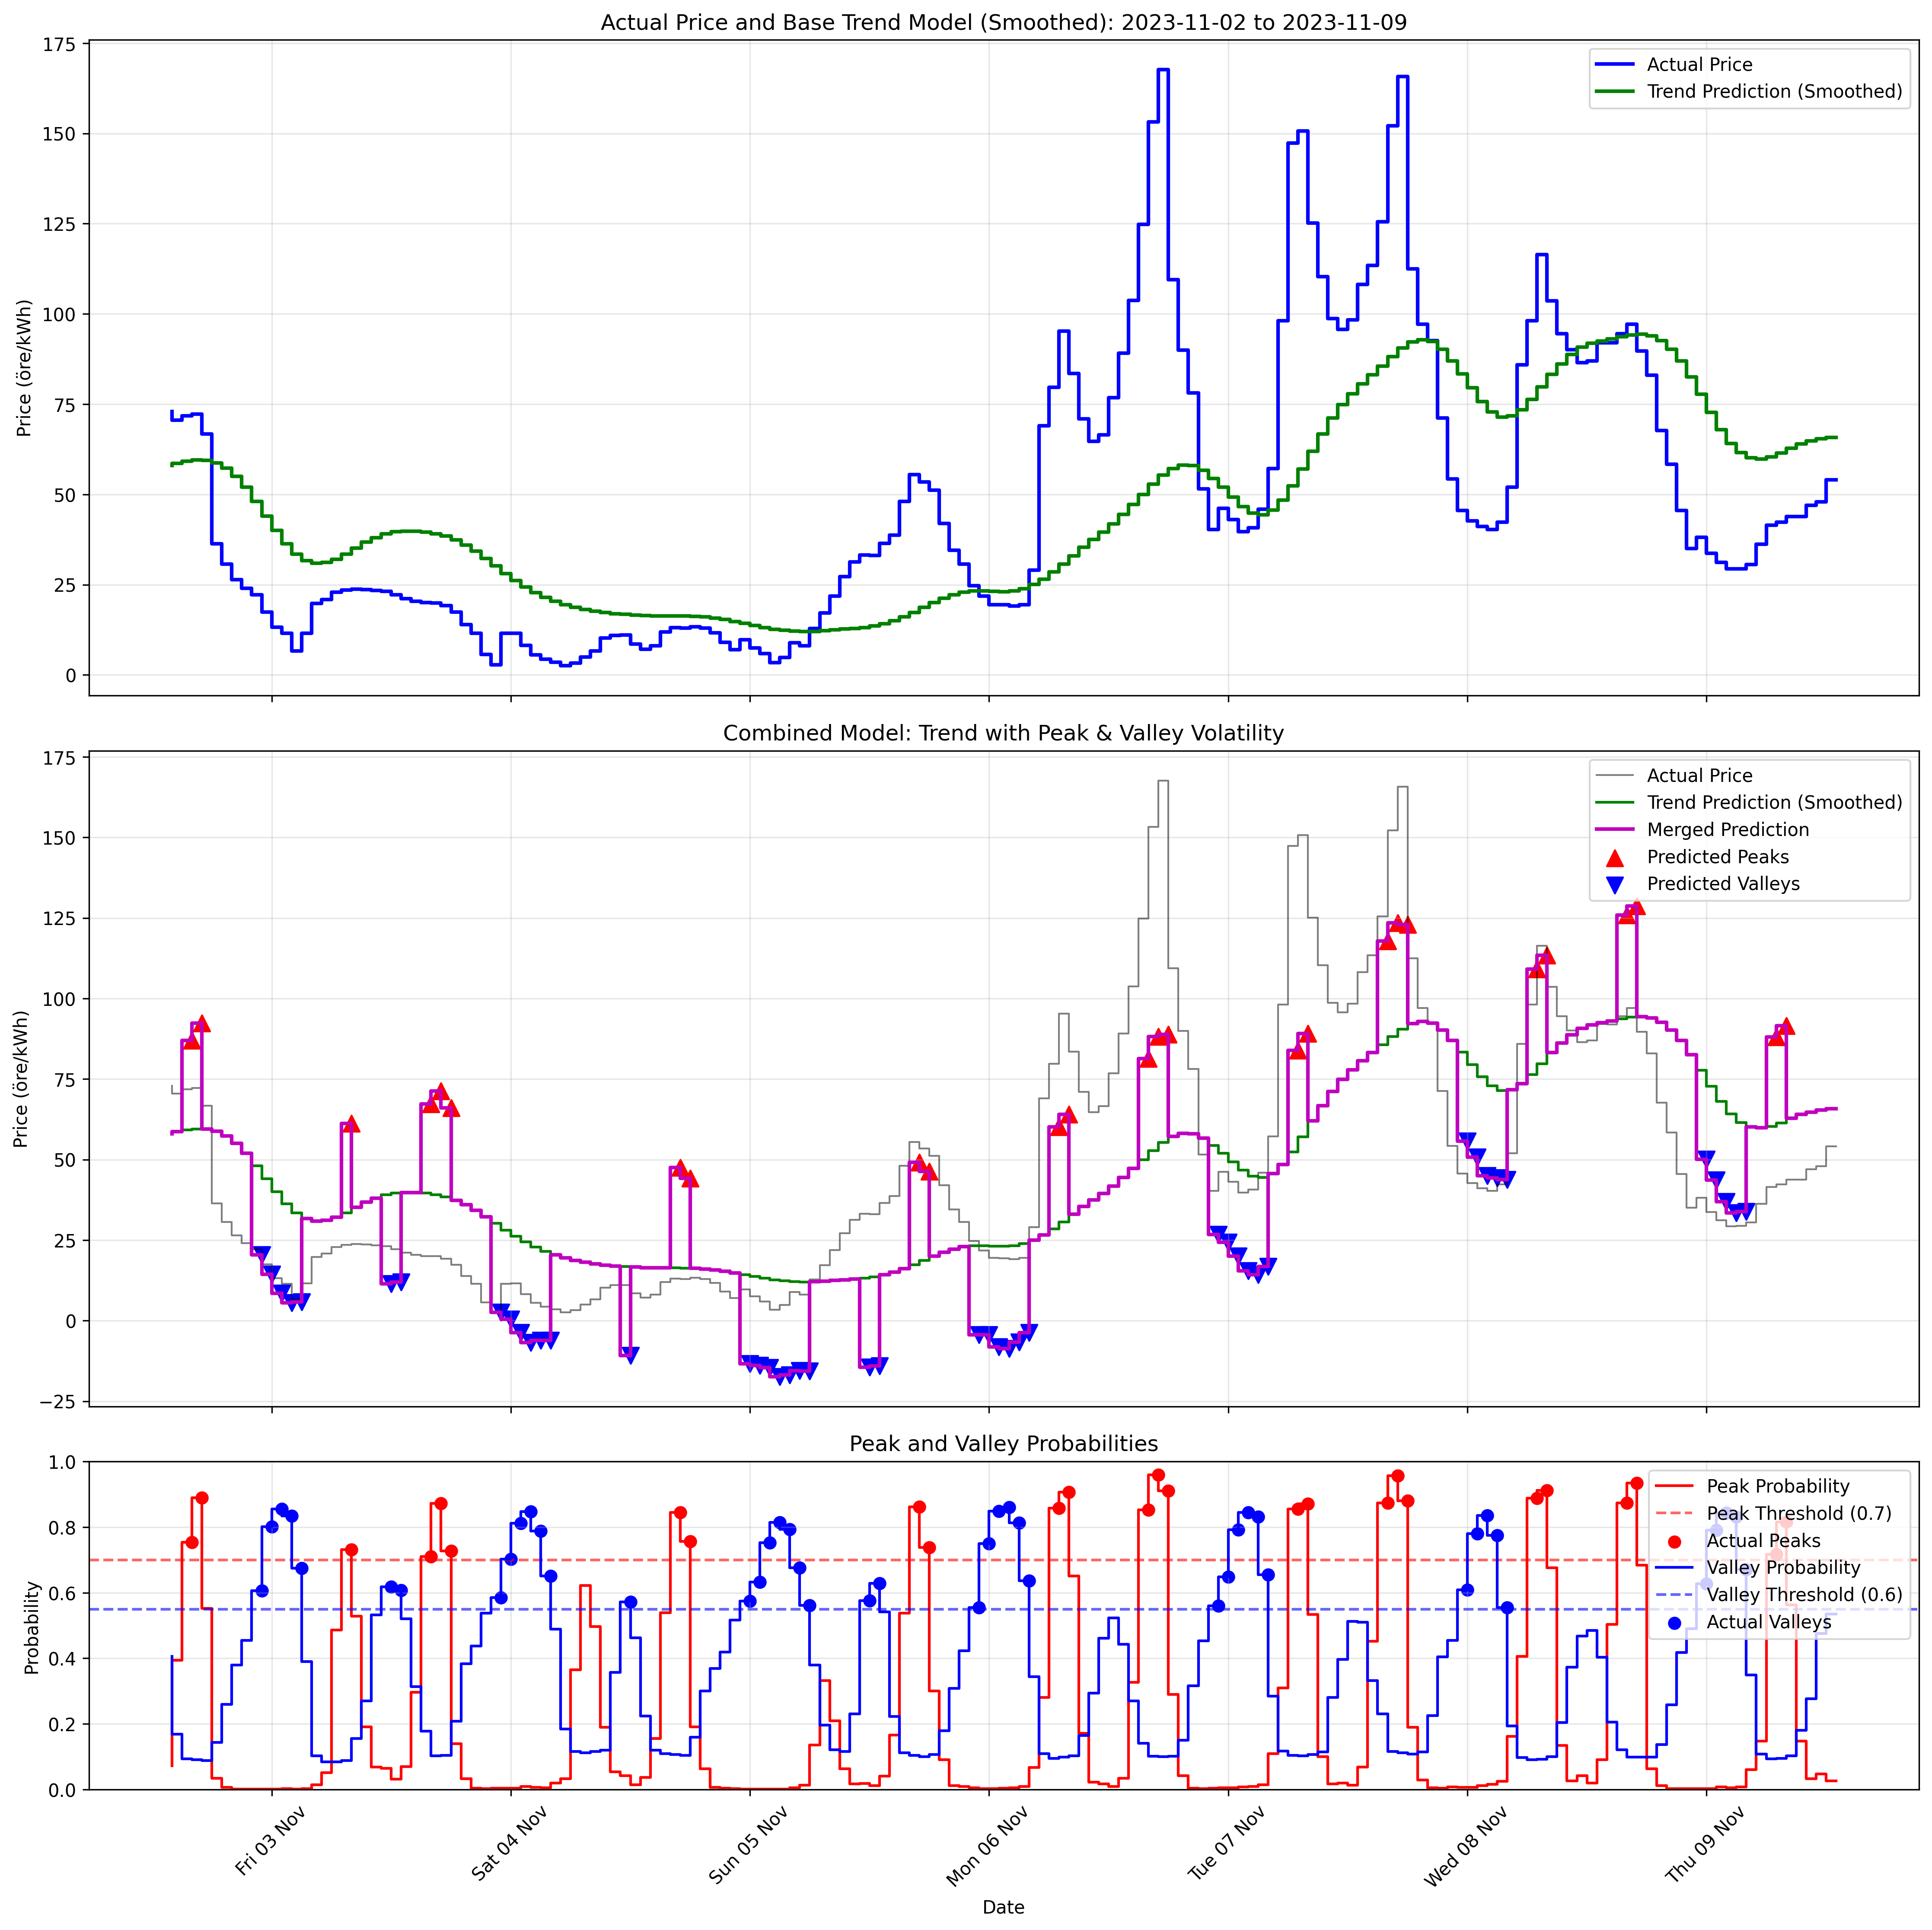 Actual Price and Base Trend Model (Smoothed): 2023-11-02 to 2023-11-09
175
150
125
100
75
50
25
0
Price (öre/kWh)
Actual Price
Trend Prediction (Smoothed)
Combined Model: Trend with Peak & Valley Volatility
175
150
125
100
75
50
25
0
−25
Price (öre/kWh)
Actual Price
Trend Prediction (Smoothed)
Merged Prediction
Predicted Peaks
Predicted Valleys
Peak and Valley Probabilities
1.0
0.8
0.6
0.4
0.2
0.0
Probability
Peak Probability
Peak Threshold (0.7)
Actual Peaks
Valley Probability
Valley Threshold (0.6)
Actual Valleys
Fri 03 Nov
Sat 04 Nov
Sun 05 Nov
Mon 06 Nov
Tue 07 Nov
Wed 08 Nov
Thu 09 Nov
Date